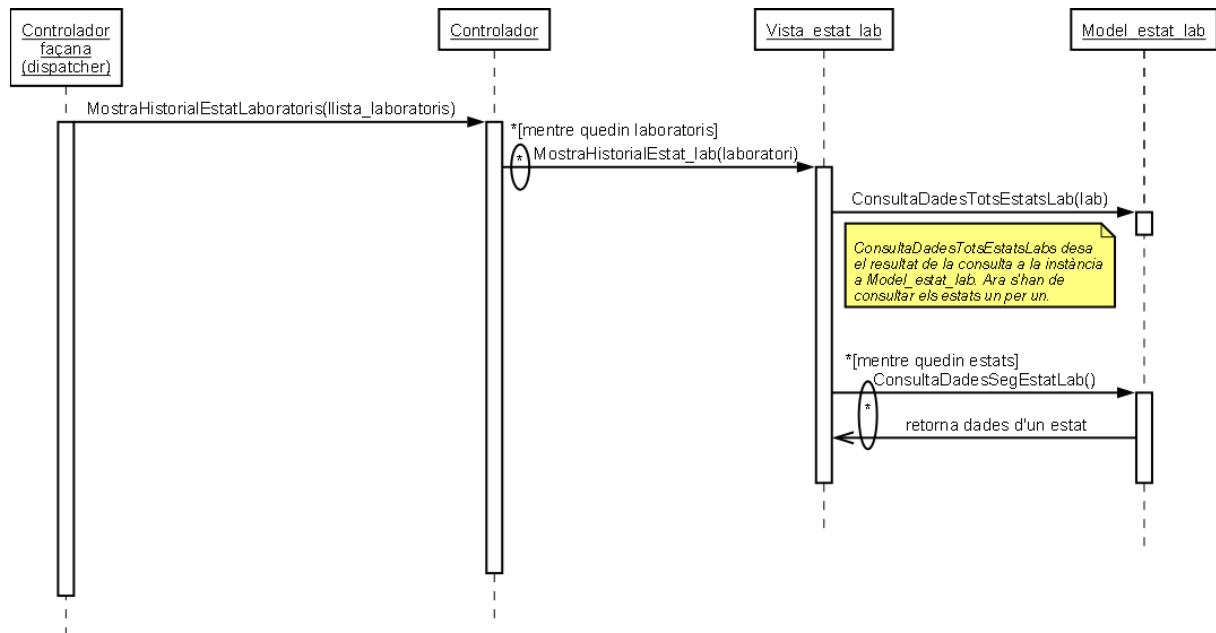 Controlador
façana
(dispatcher)
Controlador
Vista_estat_lab
Model_estat_lab
MostraHistorialEstatLaboratoris(llista_laboratoris)
*[mentre quedin laboratoris]
* MostraHistorialEstat_lab(laboratori)
ConsultaDadesTotsEstatsLab(lab)
ConsultaDadesTotsEstatsLabs desa
el resultat de la consulta a la instància
a Model_estat_lab. Ara s'han de
consultar els estats un per un.
*[mentre quedin estats]
ConsultaDadesSegEstatLab()
*
retorna dades d'un estat